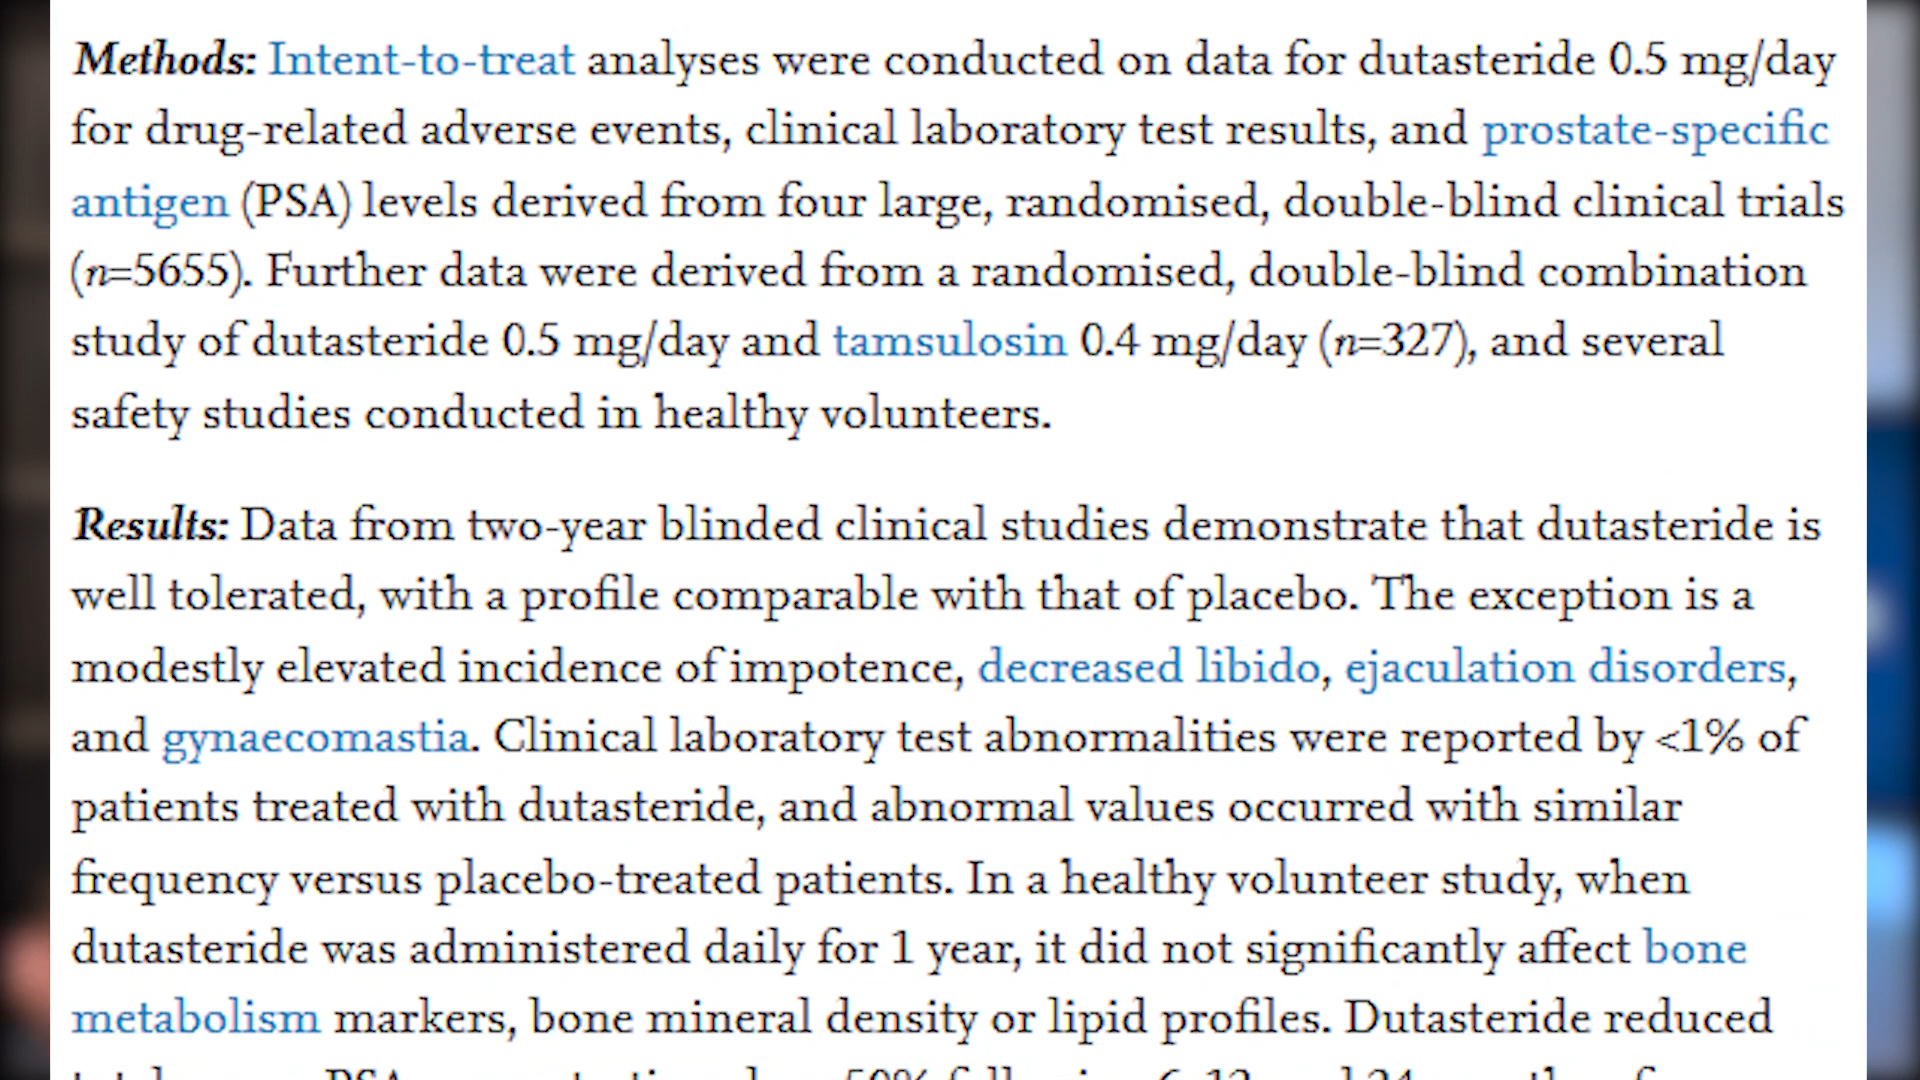 Methods: Intent-to-treat analyses were conducted on data for dutasteride 0.5 mg/day
for drug-related adverse events, clinical laboratory test results, and prostate-specific
antigen (PSA) levels derived from four large, randomised, double-blind clinical trials
(n=5655). Further data were derived from a randomised, double-blind combination
study of dutasteride 0.5 mg/day and tamsulosin 0.4 mg/day (n=327), and several
safety studies conducted in healthy volunteers.
Results: Data from two-year blinded clinical studies demonstrate that dutasteride is
well tolerated, with a profile comparable with that of placebo. The exception is a
modestly elevated incidence of impotence, decreased libido, ejaculation disorders,
and gynaecomastia. Clinical laboratory test abnormalities were reported by <1% of
patients treated with dutasteride, and abnormal values occurred with similar
frequency versus placebo-treated patients. In a healthy volunteer study, when
dutasteride was administered daily for 1 year, it did not significantly affect bone
metabolism markers, bone mineral density or lipid profiles. Dutasteride reduced